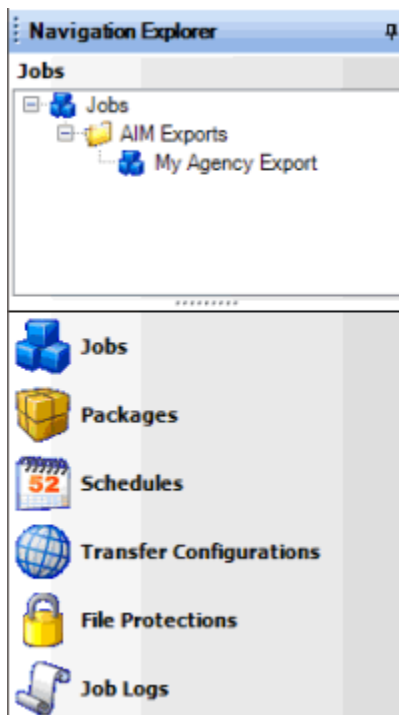 Navigation Explorer
Jobs
Jobs
AIM Exports
My Agency Export
Jobs
Packages
52
Schedules
Transfer Configurations
File Protections
Job Logs